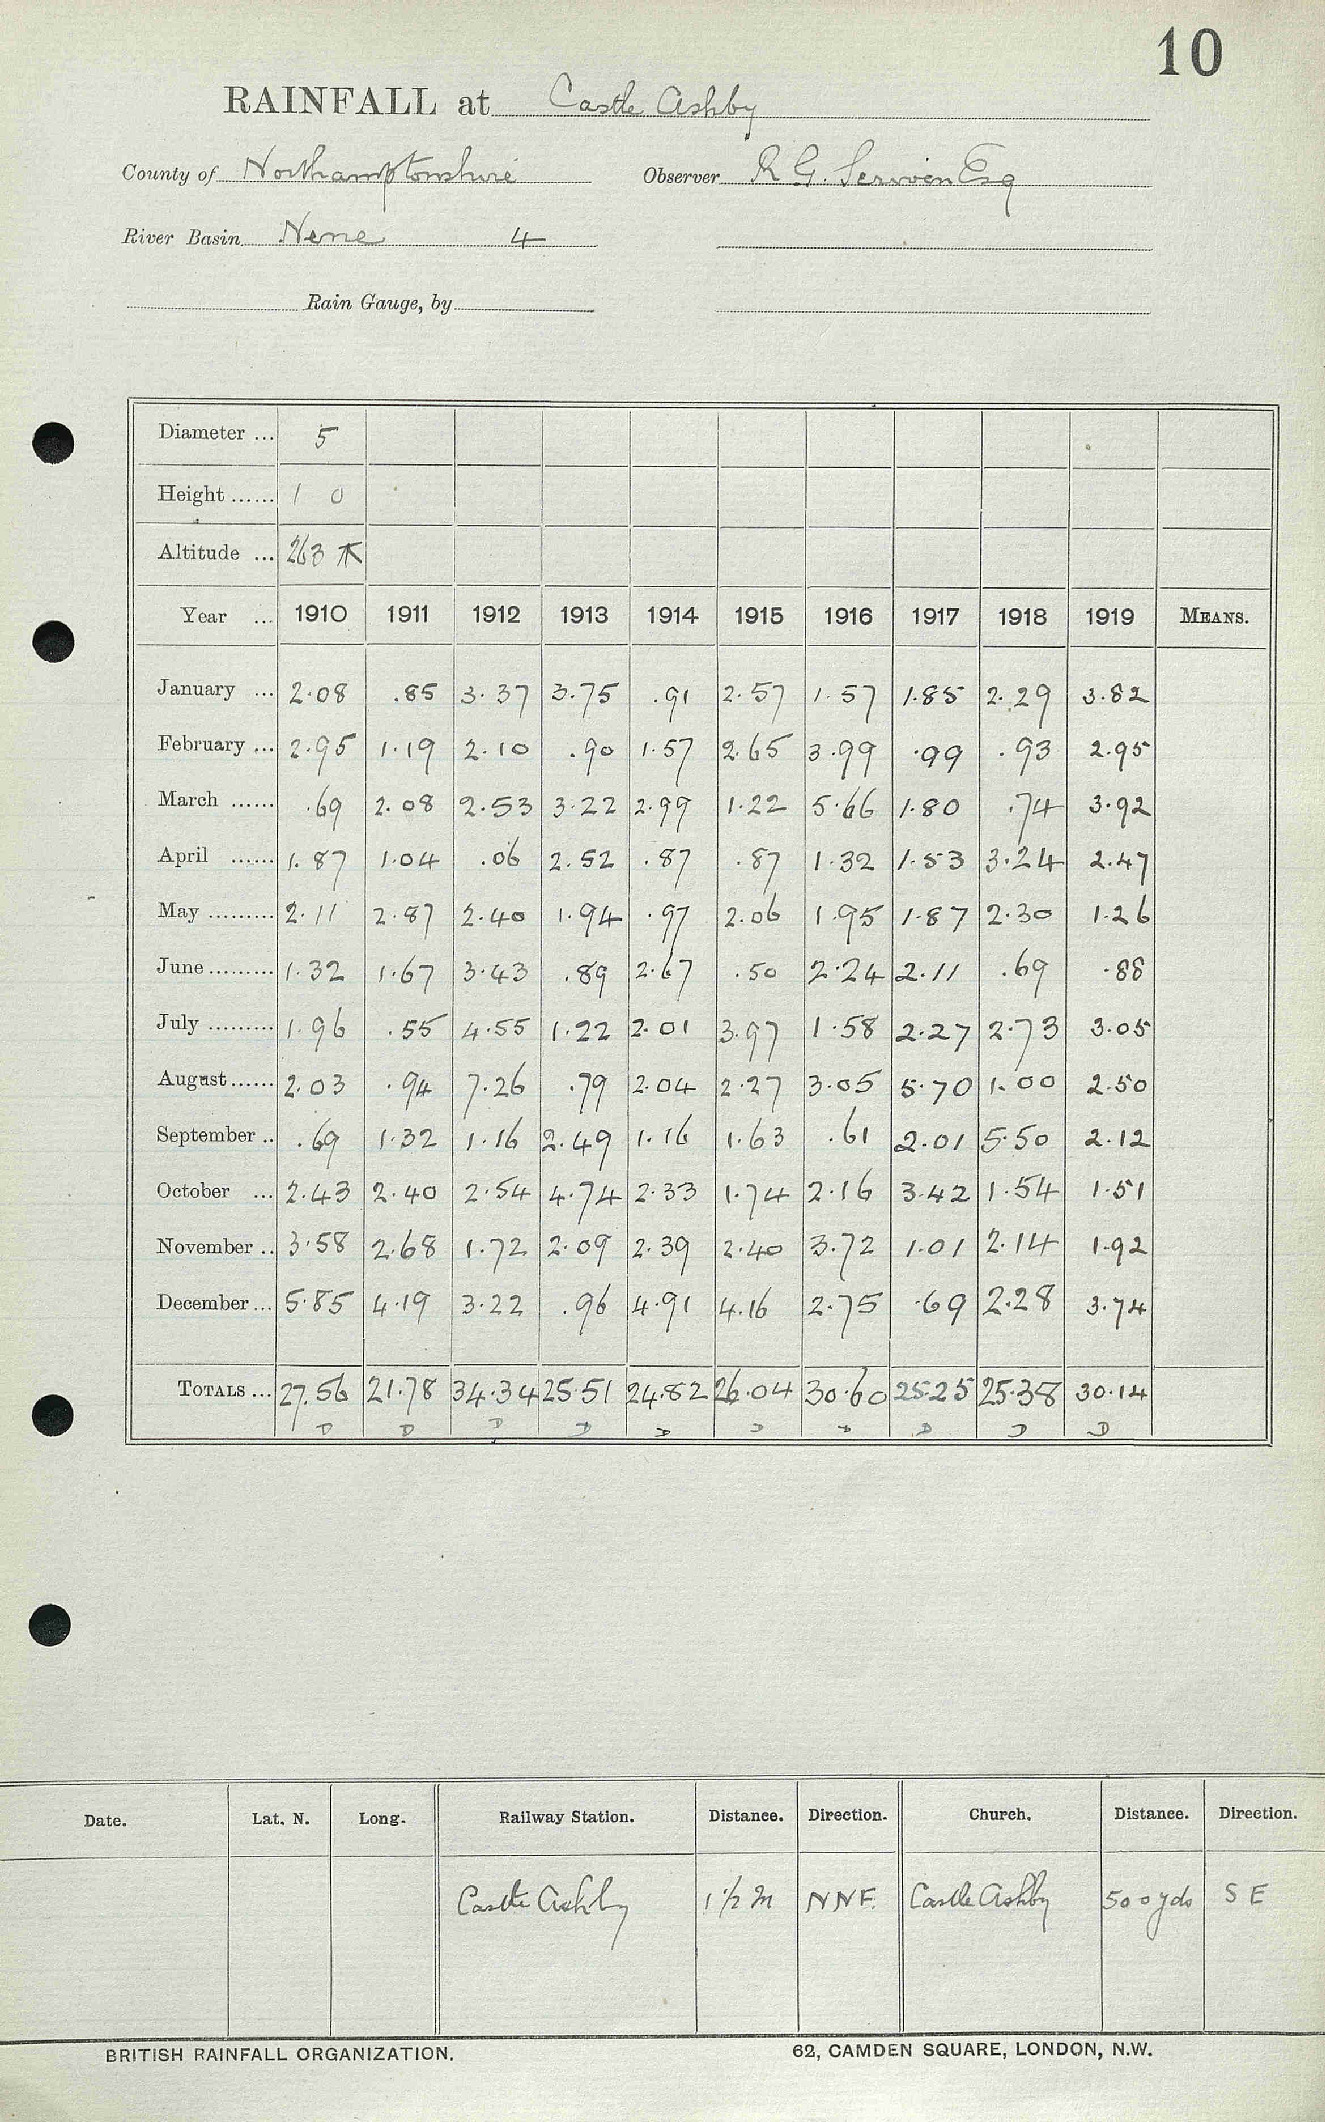 10
RAINFALL at Castle Ashby
County of Northamptonshire Observer R G. Scriven Esq
River Basin Nene 4
Rain Gauge, by
Diameter ... 5
Height ...... 1 0
Altitude ... 263
Year ... 1910 1911 1912 1913 1914 1915 1916 1917 1918 1919 MEANS.
January ... 2.08 .85 3.37 3.75 .91 2.57 1.57 1.85 2.29 3.82
February ... 2.95 1.19 2.10 .90 1.57 2.65 3.99 .99 .93 2.95
March ...... .69 2.08 2.53 3.22 2.99 1.22 5.66 1.80 .74 3.92
April ...... 1.87 1.04 .06 2.52 .87 .87 1.32 1.53 3.24 2.47
May ......... 2.11 2.87 2.40 1.94 .97 2.06 1.95 1.87 2.30 1.26
June ......... 1.32 1.67 3.43 .89 2.67 .50 2.24 2.11 .69 .88
July ......... 1.96 .55 4.55 1.22 2.01 3.97 1.58 2.27 2.73 3.05
August ...... 2.03 .94 7.26 .79 2.04 2.27 3.05 5.70 1.00 2.50
September .. .69 1.32 1.16 2.49 1.16 1.63 .61 2.01 5.50 2.12
October ... 2.43 2.40 2.54 4.74 2.33 1.74 2.16 3.42 1.54 1.51
November .. 3.58 2.68 1.72 2.09 2.39 2.40 3.72 1.01 2.14 1.92
December ... 5.85 4.19 3.22 .96 4.91 4.16 2.75 .69 2.28 3.74
TOTALS ... 27.56 21.78 34.34 25.51 24.82 26.04 30.60 25.25 25.38 30.14
D D D D D D D D D D
Date. Lat. N. Long. Railway Station. Distance. Direction. Church. Distance. Direction.
Castle Ashby 1 1/2 m NNE. Castle Ashby 500 yds S E
BRITISH RAINFALL ORGANIZATION. 62, CAMDEN SQUARE, LONDON, N.W.